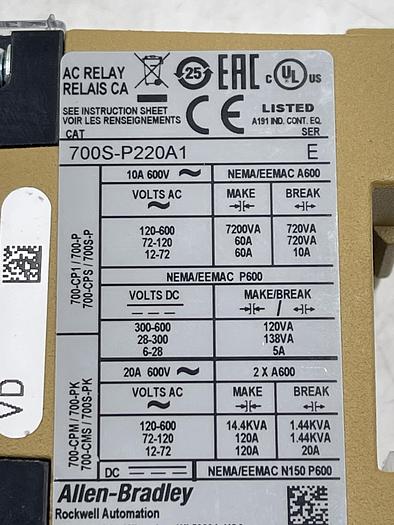 AC RELAY
RELAIS CA
25
EAC
c UL us
SEE INSTRUCTION SHEET
VOIR LES RENSEIGNEMENTS
CE
LISTED
A191 IND. CONT. EQ.
CAT
SER
700S-P220A1 E
10A 600V ~ NEMA/EEMAC A600
VOLTS AC ~ MAKE BREAK
120-600 7200VA 720VA
72-120 60A 720VA
12-72 60A 10A
700-CP1 / 700-P
700-CPS / 700S-P
NEMA/EEMAC P600
VOLTS DC MAKE/BREAK
/
300-600 120VA
28-300 138VA
6-28 5A
20A 600V ~ 2 X A600
VOLTS AC ~ MAKE BREAK
120-600 14.4KVA 1.44KVA
72-120 120A 1.44KVA
12-72 120A 20A
700-CPM / 700-PK
700-CMS / 700S-PK
DC NEMA/EEMAC N150 P600
Allen-Bradley
Rockwell Automation
VD